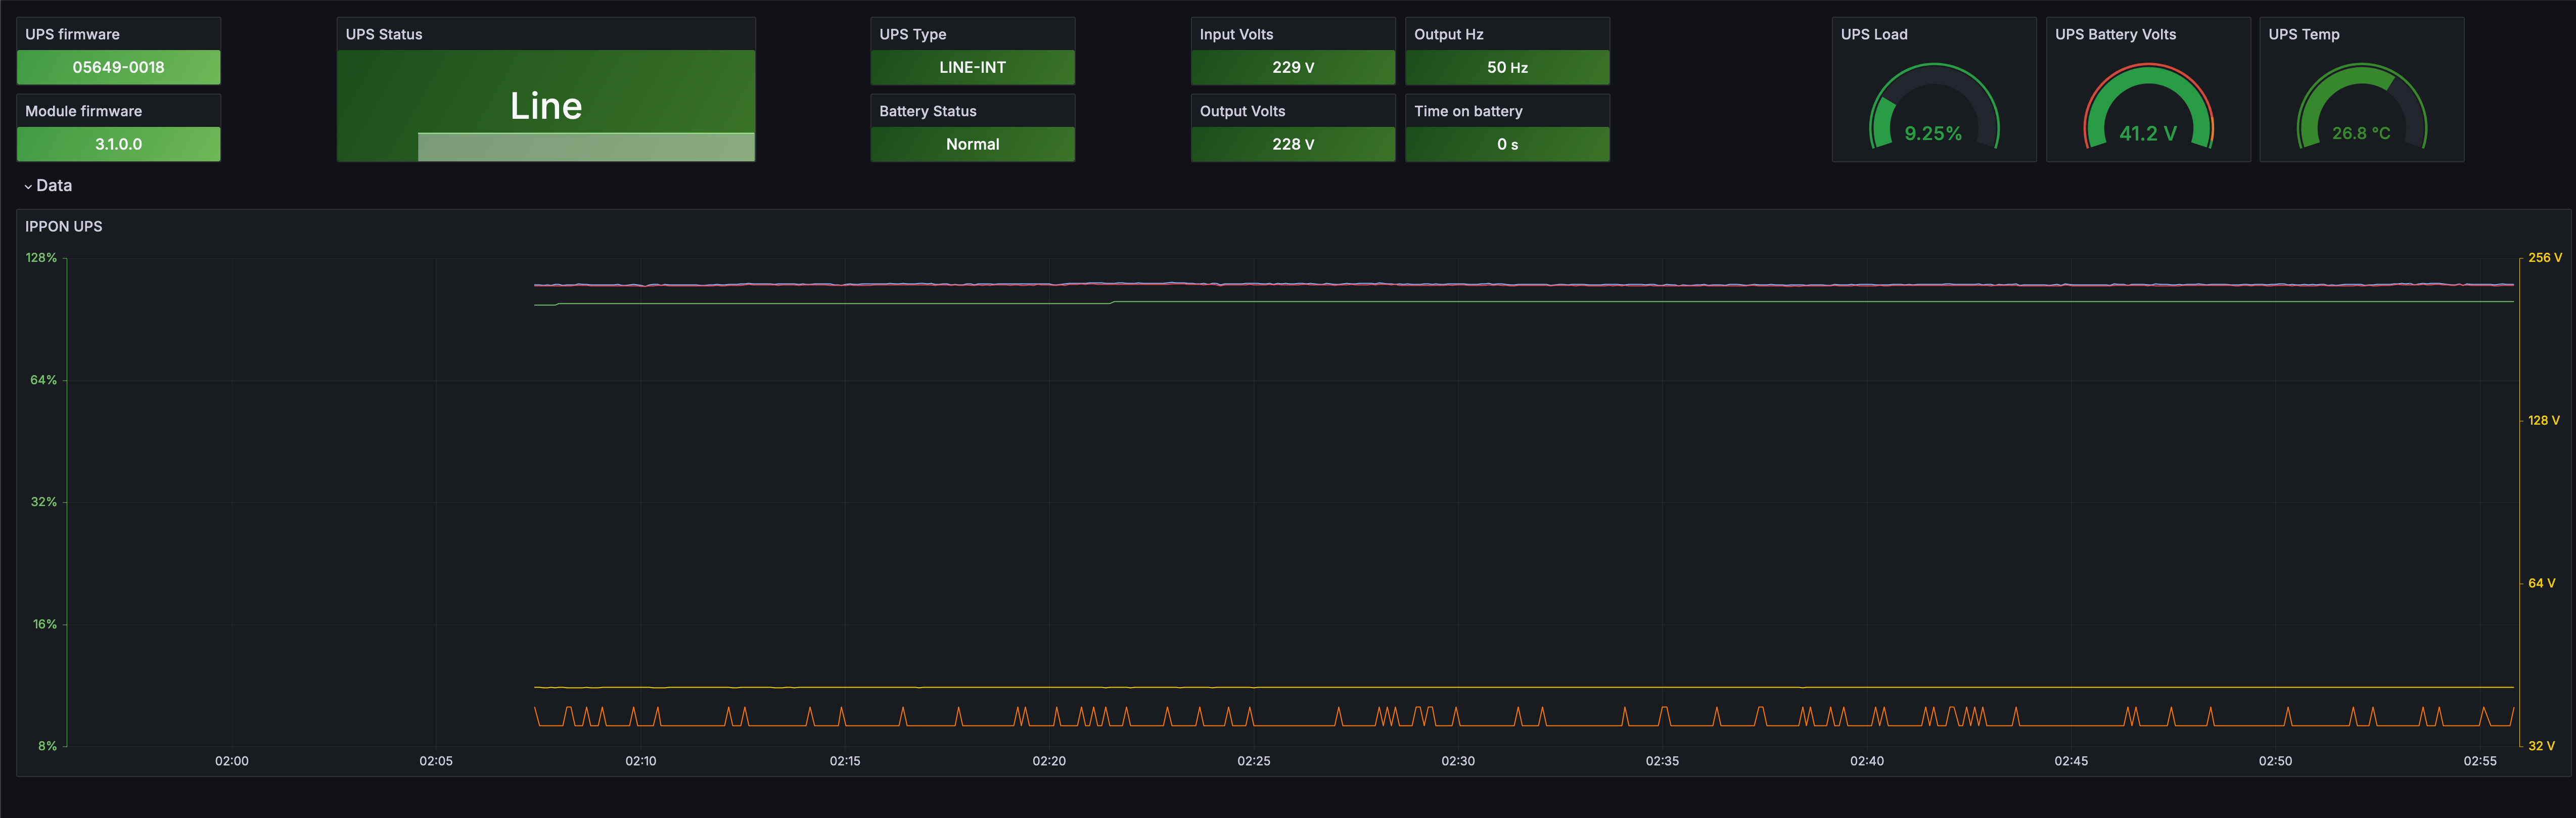 UPS firmware
05649-0018
Module firmware
3.1.0.0
UPS Status
Line
UPS Type
LINE-INT
Battery Status
Normal
Input Volts
229 V
Output Volts
228 V
Output Hz
50 Hz
Time on battery
0 s
UPS Load
9.25%
UPS Battery Volts
41.2 V
UPS Temp
26.8 °C
Data
IPPON UPS
128%
64%
32%
16%
8%
256 V
128 V
64 V
32 V
02:00
02:05
02:10
02:15
02:20
02:25
02:30
02:35
02:40
02:45
02:50
02:55